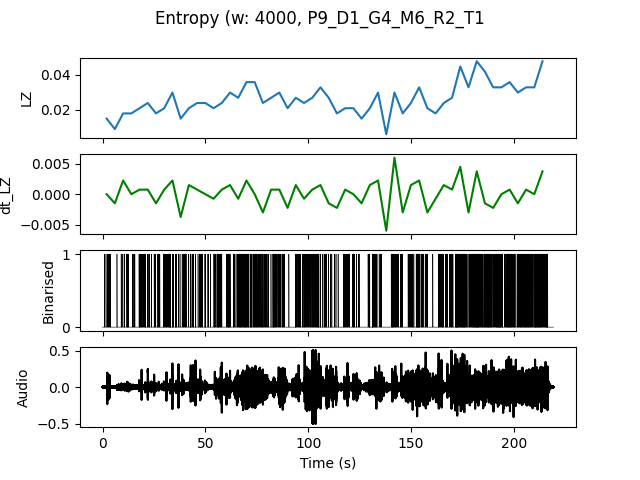 Entropy (w: 4000, P9_D1_G4_M6_R2_T1
0.04
0.02
LZ
0.005
0.000
−0.005
dt_LZ
1
0
Binarised
0.5
0.0
−0.5
Audio
0 50 100 150 200
Time (s)